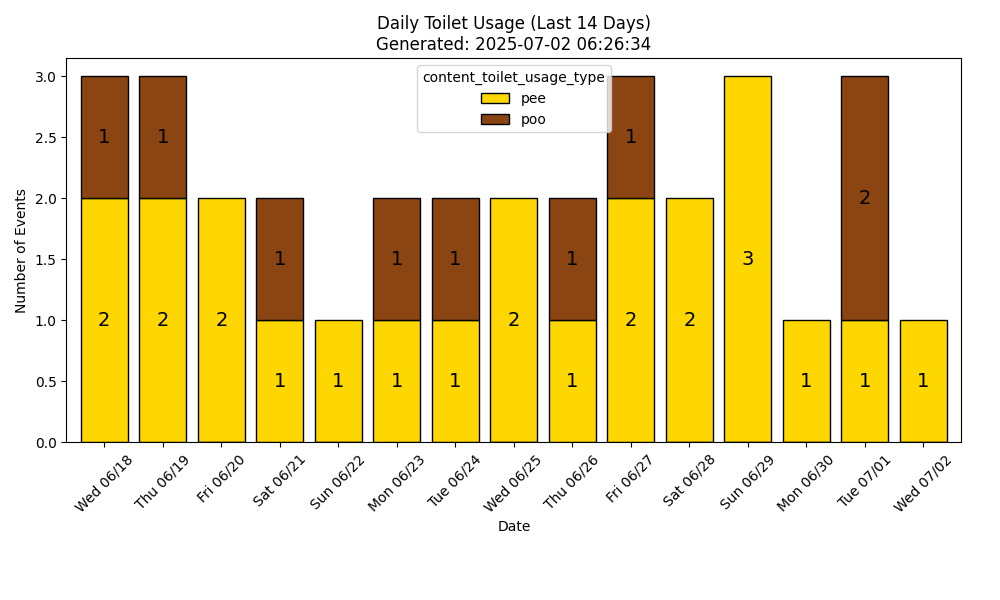 Daily Toilet Usage (Last 14 Days)
Generated: 2025-07-02 06:26:34
content_toilet_usage_type
pee
poo
Number of Events
3.0
2.5
2.0
1.5
1.0
0.5
0.0
1 1 1
1 1 1 1 2
2 2 2 2 2 2 3
1 1 1 1 1 1 1 1
Wed 06/18
Thu 06/19
Fri 06/20
Sat 06/21
Sun 06/22
Mon 06/23
Tue 06/24
Wed 06/25
Thu 06/26
Fri 06/27
Sat 06/28
Sun 06/29
Mon 06/30
Tue 07/01
Wed 07/02
Date